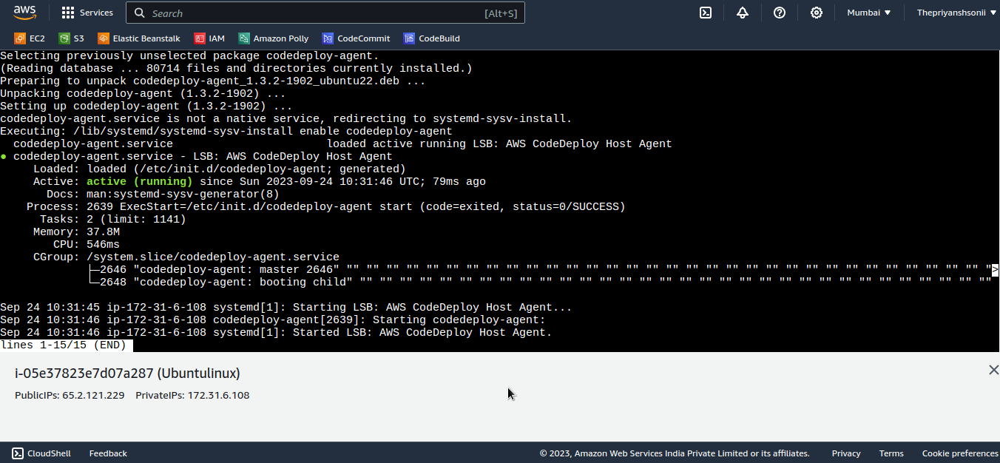 aws Services Search [Alt+S] Mumbai ▼ Thepriyanshsonii ▼
EC2 S3 Elastic Beanstalk IAM Amazon Polly CodeCommit CodeBuild
Selecting previously unselected package codedeploy-agent.
(Reading database ... 80714 files and directories currently installed.)
Preparing to unpack codedeploy-agent_1.3.2-1902_ubuntu22.deb ...
Unpacking codedeploy-agent (1.3.2-1902) ...
Setting up codedeploy-agent (1.3.2-1902) ...
codedeploy-agent.service is not a native service, redirecting to systemd-sysv-install.
Executing: /lib/systemd/systemd-sysv-install enable codedeploy-agent
codedeploy-agent.service loaded active running LSB: AWS CodeDeploy Host Agent
● codedeploy-agent.service - LSB: AWS CodeDeploy Host Agent
Loaded: loaded (/etc/init.d/codedeploy-agent; generated)
Active: active (running) since Sun 2023-09-24 10:31:46 UTC; 79ms ago
Docs: man:systemd-sysv-generator(8)
Process: 2639 ExecStart=/etc/init.d/codedeploy-agent start (code=exited, status=0/SUCCESS)
Tasks: 2 (limit: 1141)
Memory: 37.8M
CPU: 546ms
CGroup: /system.slice/codedeploy-agent.service
├─2646 "codedeploy-agent: master 2646" "" "" "" "" "" "" "" "" "" "" "" "" "" "" "" "" "" "" "" "" "" "" "" "" "" "" "" "" "" "" "" "" ">
└─2648 "codedeploy-agent: booting child" "" "" "" "" "" "" "" "" "" "" "" "" "" "" "" "" "" "" "" "" "" "" "" "" "" "" "" "" "" "" "" ""
Sep 24 10:31:45 ip-172-31-6-108 systemd[1]: Starting LSB: AWS CodeDeploy Host Agent...
Sep 24 10:31:46 ip-172-31-6-108 codedeploy-agent[2639]: Starting codedeploy-agent:
Sep 24 10:31:46 ip-172-31-6-108 systemd[1]: Started LSB: AWS CodeDeploy Host Agent.
lines 1-15/15 (END)
i-05e37823e7d07a287 (Ubuntulinux)
PublicIPs: 65.2.121.229 PrivateIPs: 172.31.6.108
CloudShell Feedback © 2023, Amazon Web Services India Private Limited or its affiliates. Privacy Terms Cookie preferences